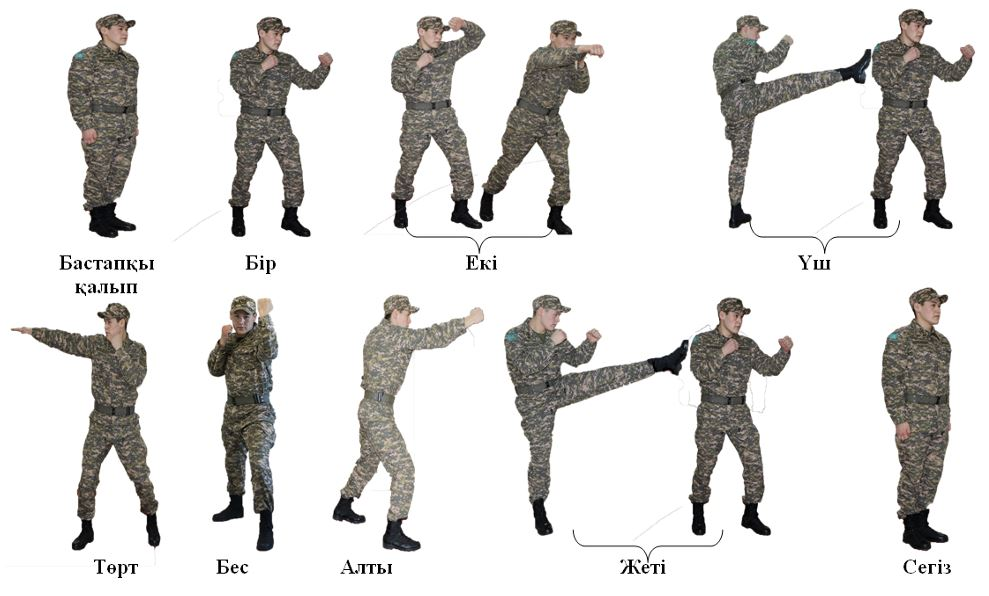 Бастапқы
қалып
Бір
Екі
Үш
Төрт
Бес
Алты
Жеті
Сегіз